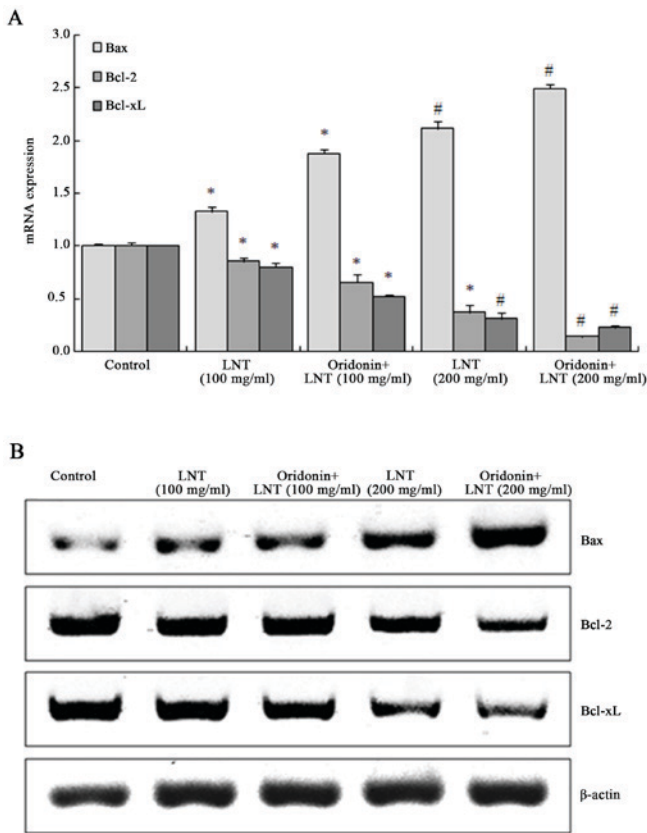 A
3.0
2.5
2.0
1.5
1.0
0.5
0.0
mRNA expression
Bax
Bcl-2
Bcl-xL
* * *
* * *
# * #
# # #
Control
LNT
(100 mg/ml)
Oridonin+
LNT (100 mg/ml)
LNT
(200 mg/ml)
Oridonin+
LNT (200 mg/ml)
B
Control
LNT
(100 mg/ml)
Oridonin+
LNT (100 mg/ml)
LNT
(200 mg/ml)
Oridonin+
LNT (200 mg/ml)
Bax
Bcl-2
Bcl-xL
β-actin